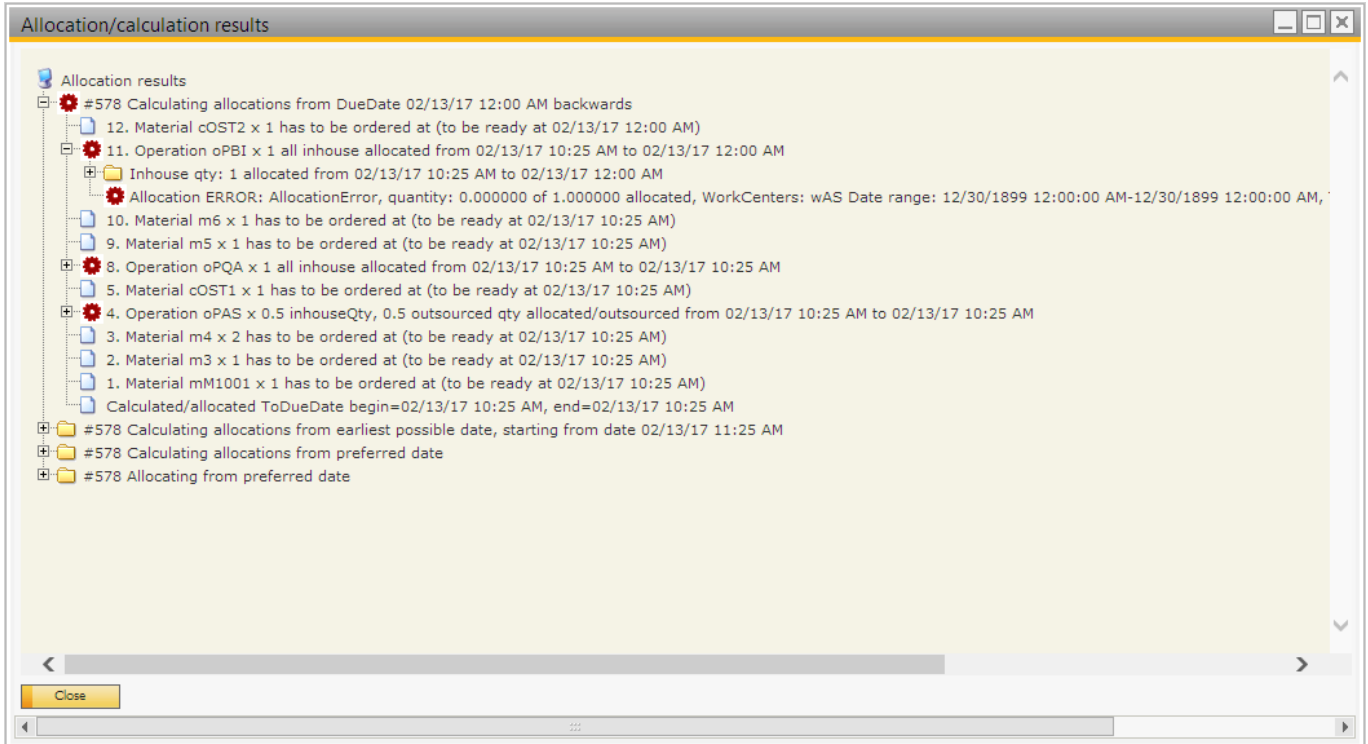 Allocation/calculation results
Allocation results
#578 Calculating allocations from DueDate 02/13/17 12:00 AM backwards
12. Material cOST2 x 1 has to be ordered at (to be ready at 02/13/17 12:00 AM)
11. Operation oPBI x 1 all inhouse allocated from 02/13/17 10:25 AM to 02/13/17 12:00 AM
Inhouse qty: 1 allocated from 02/13/17 10:25 AM to 02/13/17 12:00 AM
Allocation ERROR: AllocationError, quantity: 0.000000 of 1.000000 allocated, WorkCenters: wAS Date range: 12/30/1899 12:00:00 AM-12/30/1899 12:00:00 AM,
10. Material m6 x 1 has to be ordered at (to be ready at 02/13/17 10:25 AM)
9. Material m5 x 1 has to be ordered at (to be ready at 02/13/17 10:25 AM)
8. Operation oPQA x 1 all inhouse allocated from 02/13/17 10:25 AM to 02/13/17 10:25 AM
5. Material cOST1 x 1 has to be ordered at (to be ready at 02/13/17 10:25 AM)
4. Operation oPAS x 0.5 inhouseQty, 0.5 outsourced qty allocated/outsourced from 02/13/17 10:25 AM to 02/13/17 10:25 AM
3. Material m4 x 2 has to be ordered at (to be ready at 02/13/17 10:25 AM)
2. Material m3 x 1 has to be ordered at (to be ready at 02/13/17 10:25 AM)
1. Material mM1001 x 1 has to be ordered at (to be ready at 02/13/17 10:25 AM)
Calculated/allocated ToDueDate begin=02/13/17 10:25 AM, end=02/13/17 10:25 AM
#578 Calculating allocations from earliest possible date, starting from date 02/13/17 11:25 AM
#578 Calculating allocations from preferred date
#578 Allocating from preferred date
Close